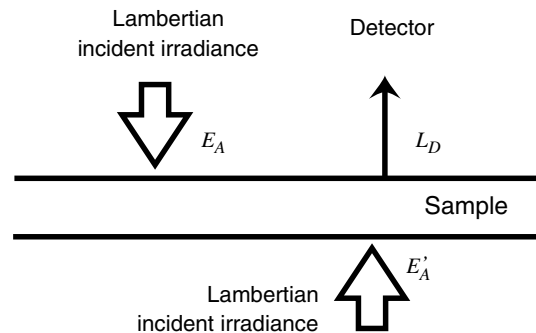 Lambertian
incident irradiance
Detector
E_A
L_D
Sample
E'_A
Lambertian
incident irradiance